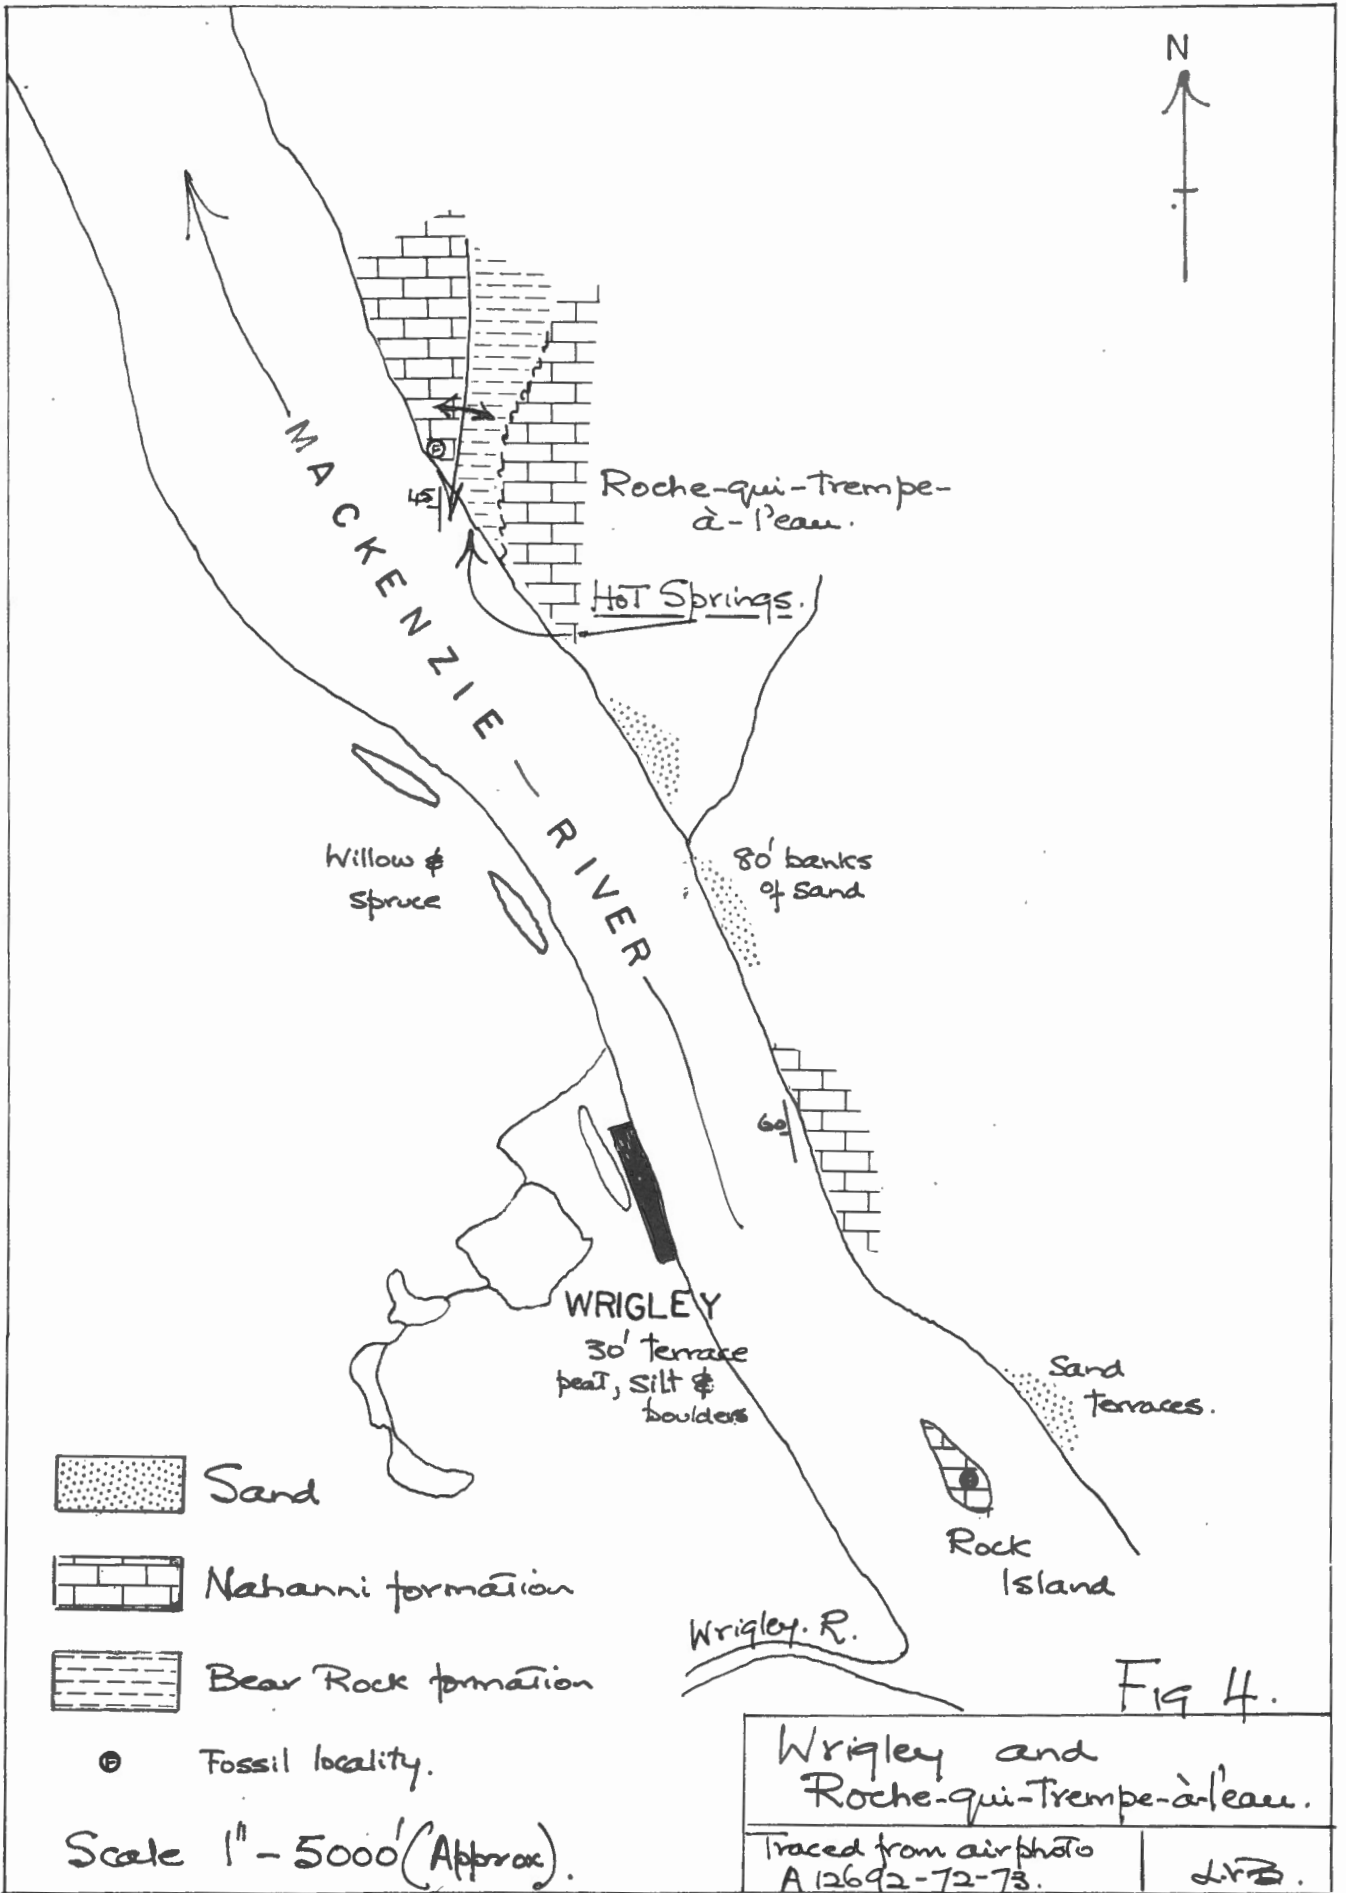 N
MACKENZIE — RIVER
45
Roche-qui-trempe-
à-l'eau.
Hot Springs.
Willow &
spruce
80' banks
of sand
60
WRIGLEY
30' terrace
peat, silt &
boulders
Sand
terraces.
Rock
Island
Wrigley. R.
Sand
Nahanni formation
Bear Rock formation
F
Fossil locality.
Scale 1" – 5000' (Approx).
Fig 4.
Wrigley and
Roche-qui-trempe-à-l'eau.
Traced from airphoto
A 12692-72-73.